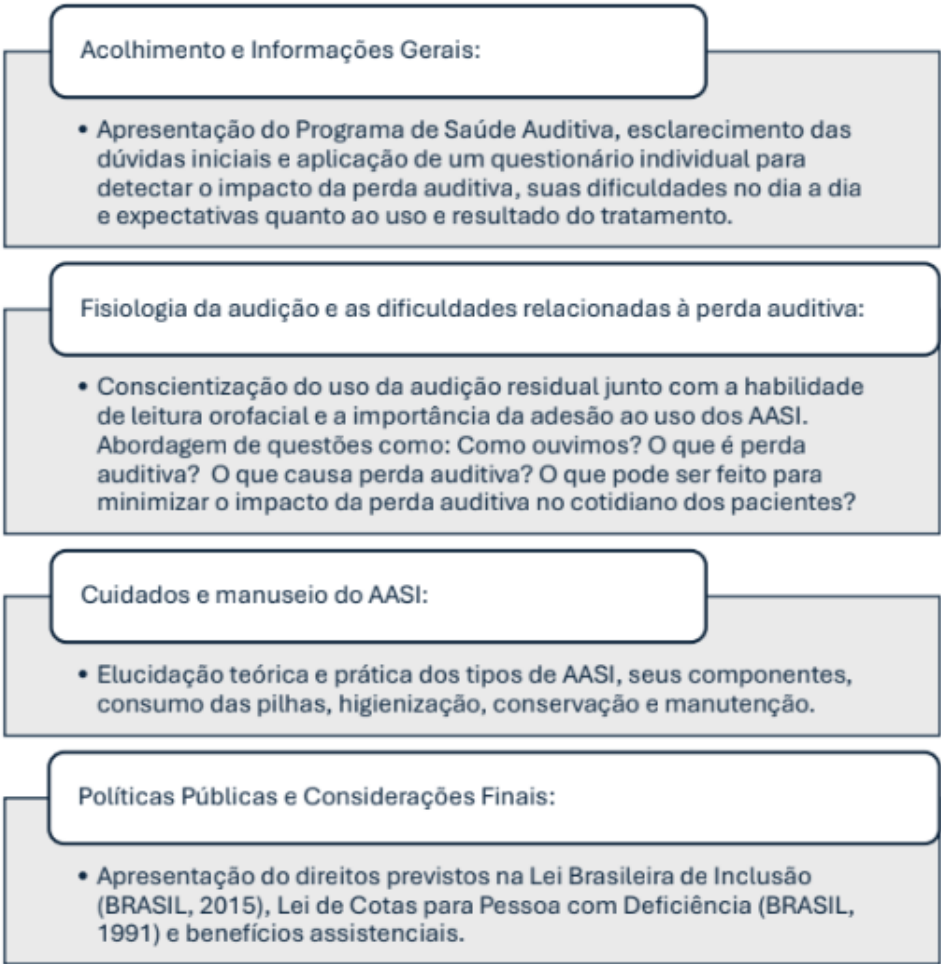 Acolhimento e Informações Gerais:
• Apresentação do Programa de Saúde Auditiva, esclarecimento das
dúvidas iniciais e aplicação de um questionário individual para
detectar o impacto da perda auditiva, suas dificuldades no dia a dia
e expectativas quanto ao uso e resultado do tratamento.
Fisiologia da audição e as dificuldades relacionadas à perda auditiva:
• Conscientização do uso da audição residual junto com a habilidade
de leitura orofacial e a importância da adesão ao uso dos AASI.
Abordagem de questões como: Como ouvimos? O que é perda
auditiva?  O que causa perda auditiva? O que pode ser feito para
minimizar o impacto da perda auditiva no cotidiano dos pacientes?
Cuidados e manuseio do AASI:
• Elucidação teórica e prática dos tipos de AASI, seus componentes,
consumo das pilhas, higienização, conservação e manutenção.
Políticas Públicas e Considerações Finais:
• Apresentação do direitos previstos na Lei Brasileira de Inclusão
(BRASIL, 2015), Lei de Cotas para Pessoa com Deficiência (BRASIL,
1991) e benefícios assistenciais.